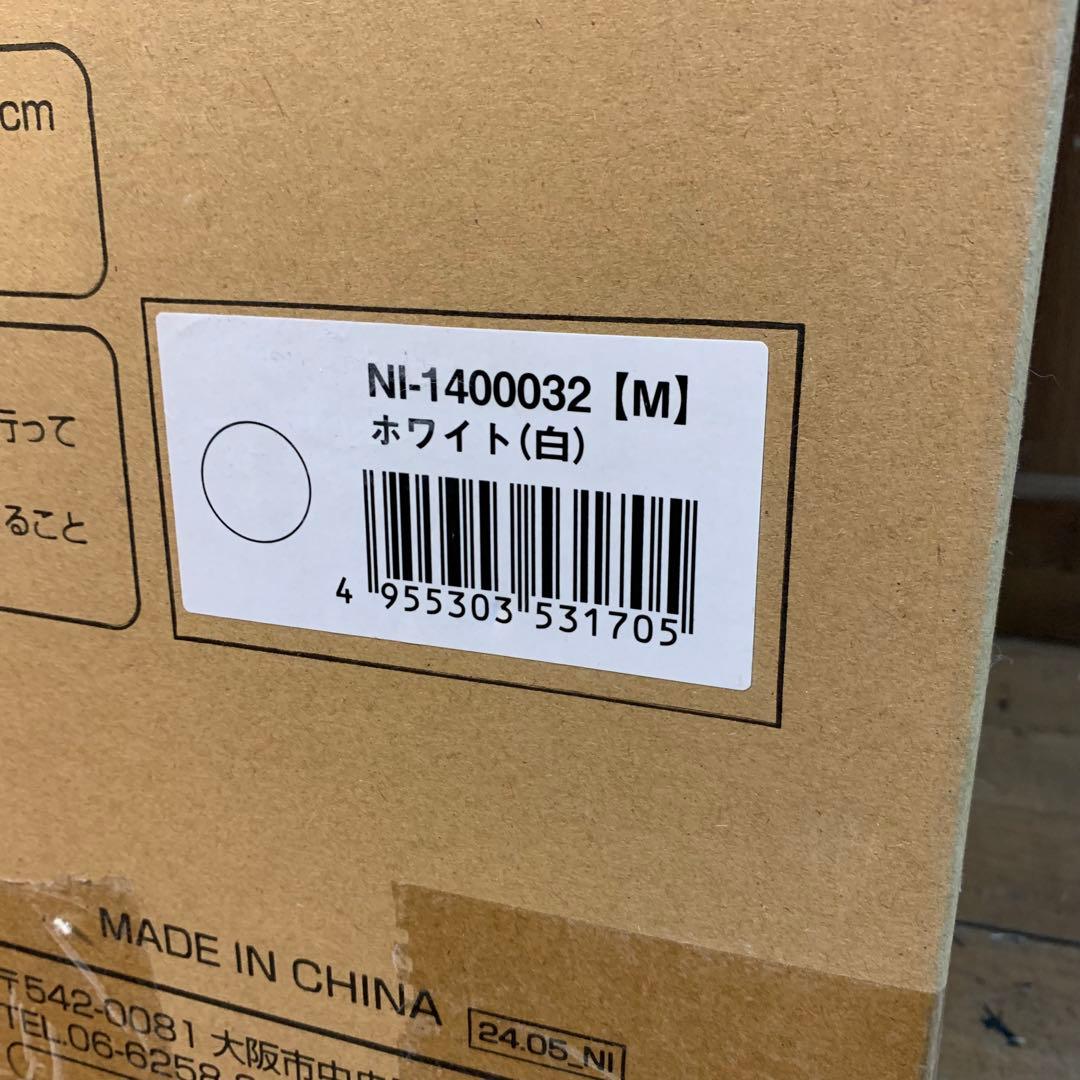 cm
行って
ること
NI-1400032【M】
ホワイト(白)
4 955303 531705
MADE IN CHINA
〒542-0081 大阪市中央
24.05_NI
TEL.06-6258